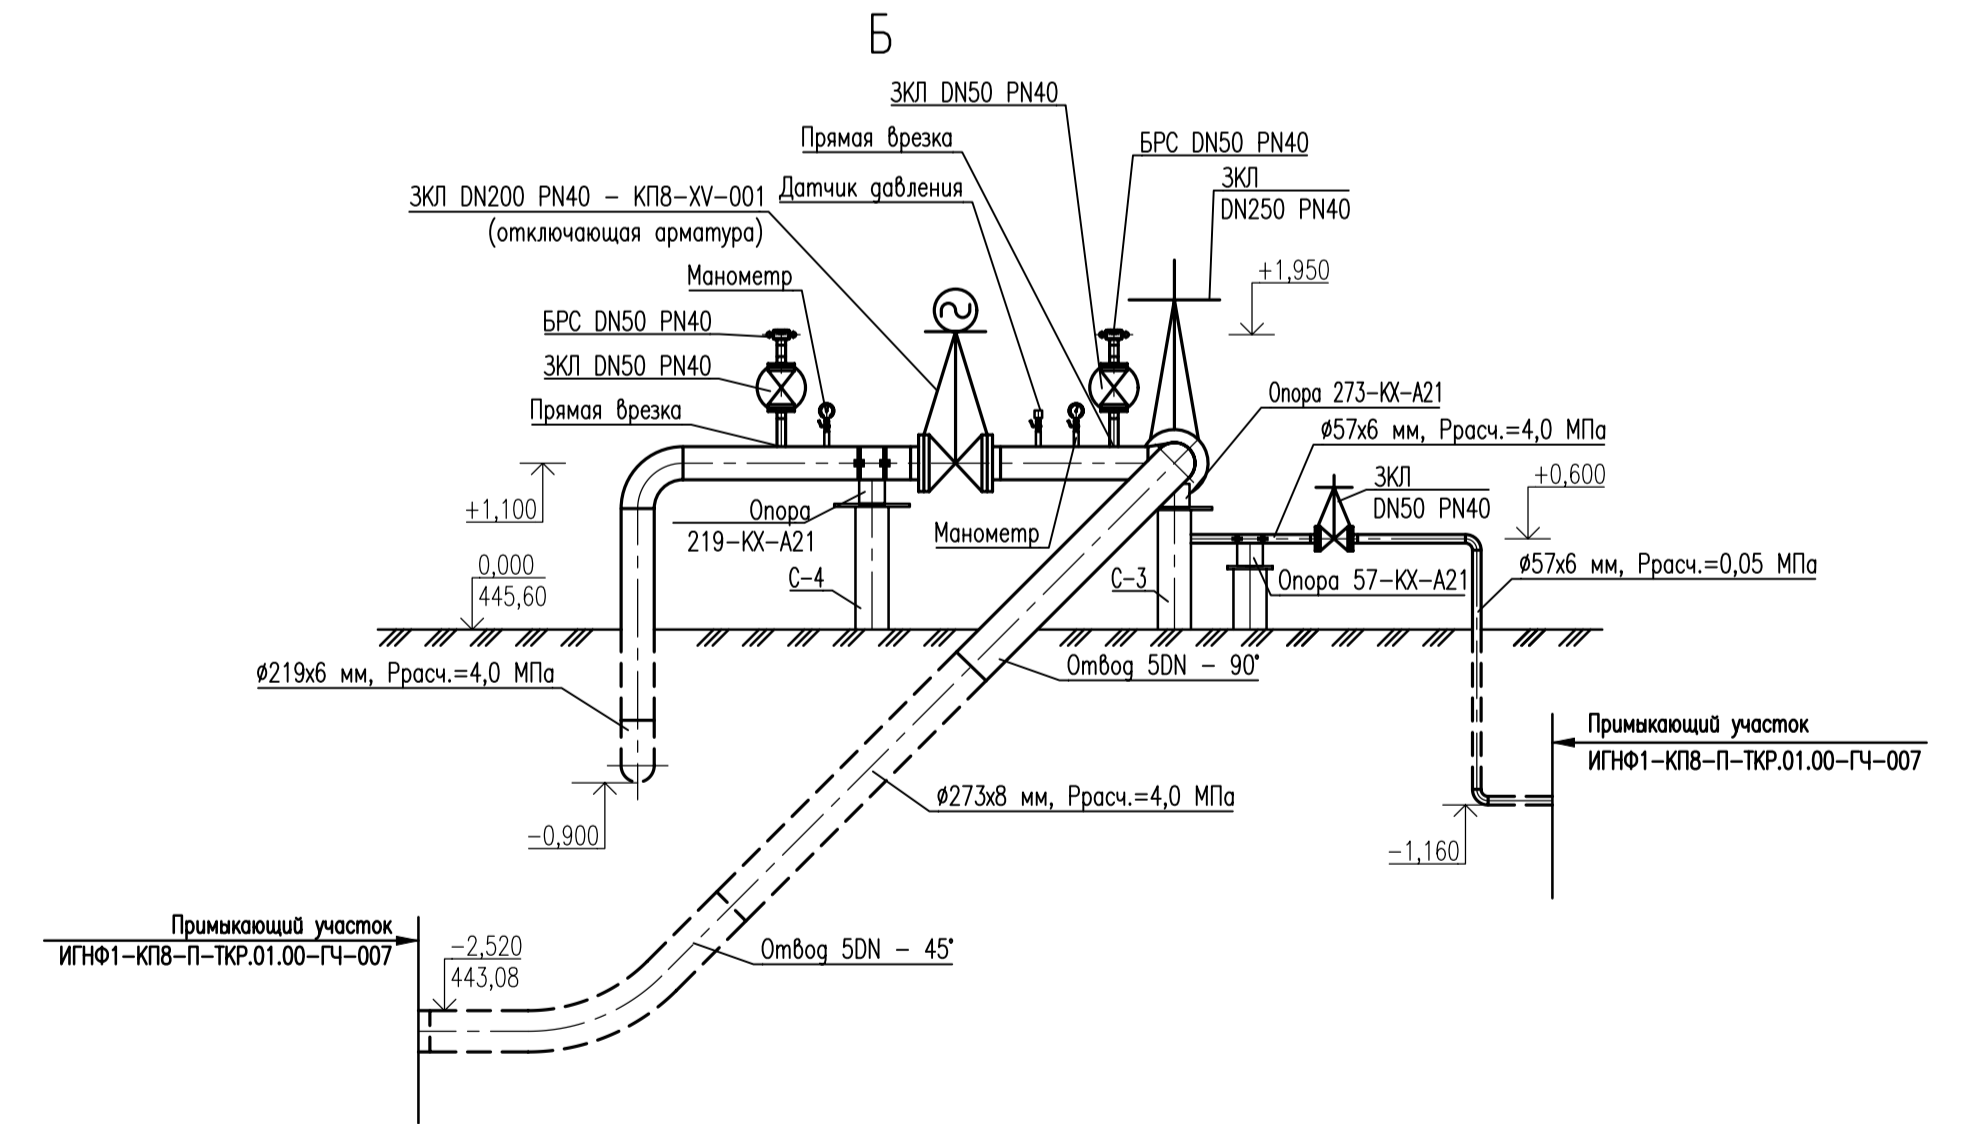 Б
ЗКЛ DN50 PN40
Прямая врезка
БРС DN50 PN40
ЗКЛ
DN250 PN40
Датчик давления
ЗКЛ DN200 PN40 – КП8-XV-001
(отключающая арматура)
Манометр
+1,950
БРС DN50 PN40
ЗКЛ DN50 PN40
Прямая врезка
Опора 273-КХ-А21
ϕ57х6 мм, Ррасч.=4,0 МПа
+0,600
ЗКЛ
DN50 PN40
+1,100
Опора
219-КХ-А21
Манометр
0,000
445,60
С-4
С-3
Опора 57-КХ-А21
ϕ57х6 мм, Ррасч.=0,05 МПа
ϕ219х6 мм, Ррасч.=4,0 МПа
Отвод 5DN – 90°
Примыкающий участок
ИГНФ1-КП8-П-ТКР.01.00-ГЧ-007
ϕ273х8 мм, Ррасч.=4,0 МПа
-0,900
-1,160
Примыкающий участок
ИГНФ1-КП8-П-ТКР.01.00-ГЧ-007
-2,520
443,08
Отвод 5DN – 45°